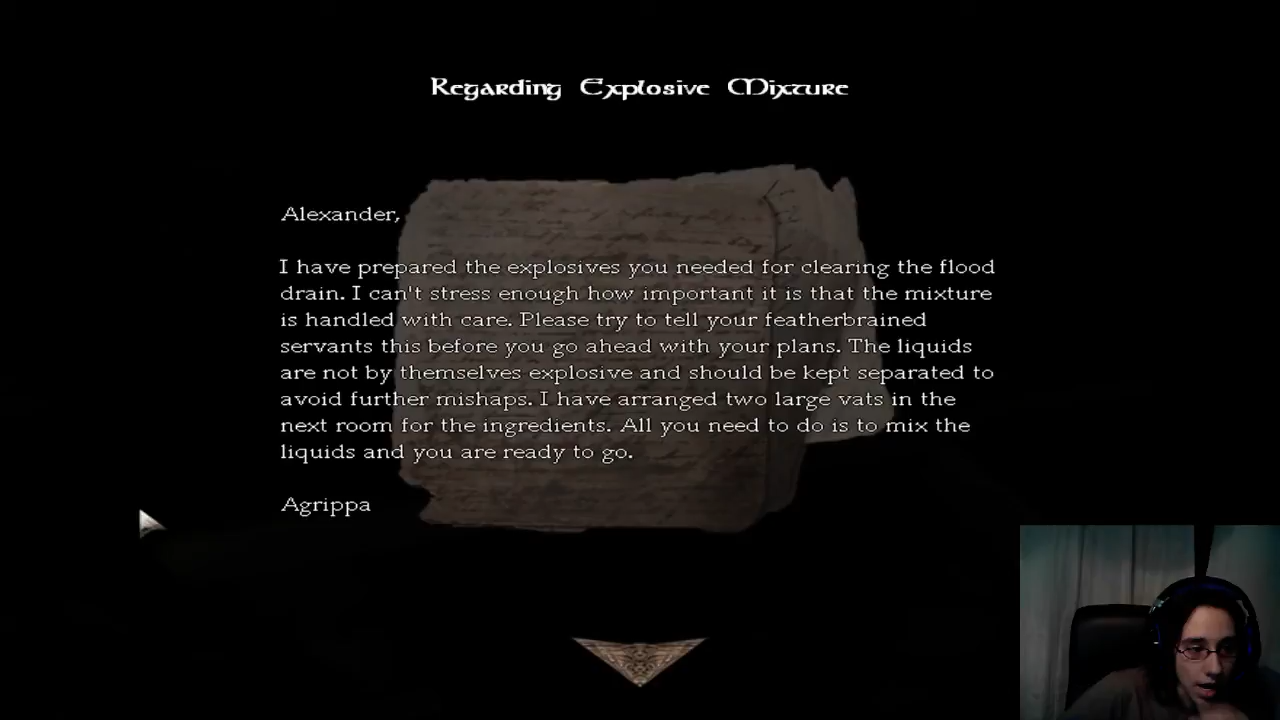 Regarding Explosive Mixture
Alexander,
I have prepared the explosives you needed for clearing the flood
drain. I can't stress enough how important it is that the mixture
is handled with care. Please try to tell your featherbrained
servants this before you go ahead with your plans. The liquids
are not by themselves explosive and should be kept separated to
avoid further mishaps. I have arranged two large vats in the
next room for the ingredients. All you need to do is to mix the
liquids and you are ready to go.
Agrippa